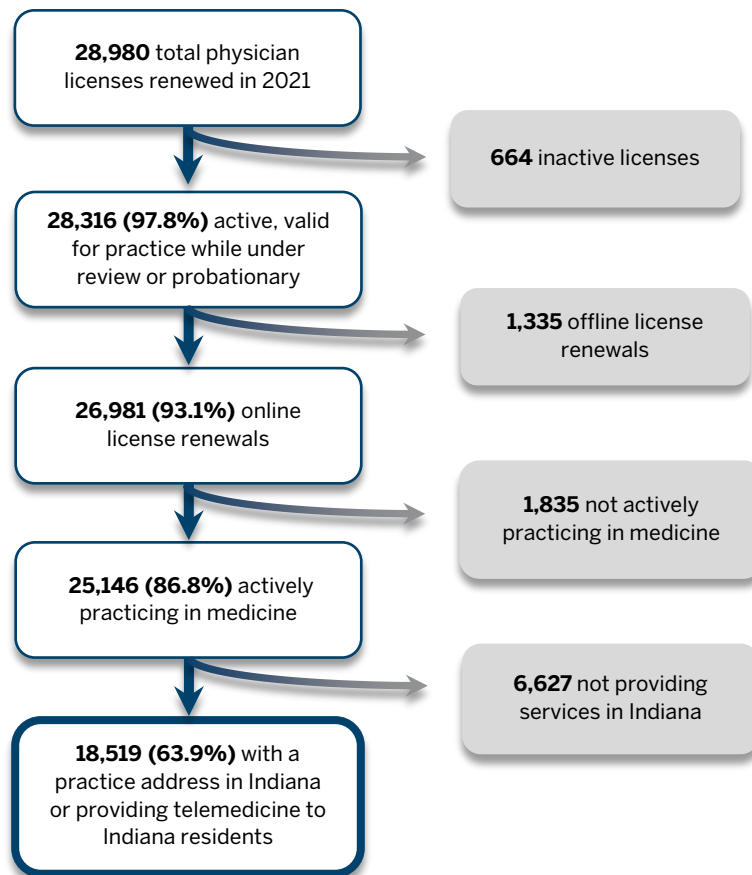 28,980 total physician
licenses renewed in 2021
664 inactive licenses
28,316 (97.8%) active, valid
for practice while under
review or probationary
1,335 offline license
renewals
26,981 (93.1%) online
license renewals
1,835 not actively
practicing in medicine
25,146 (86.8%) actively
practicing in medicine
6,627 not providing
services in Indiana
18,519 (63.9%) with a
practice address in Indiana
or providing telemedicine to
Indiana residents